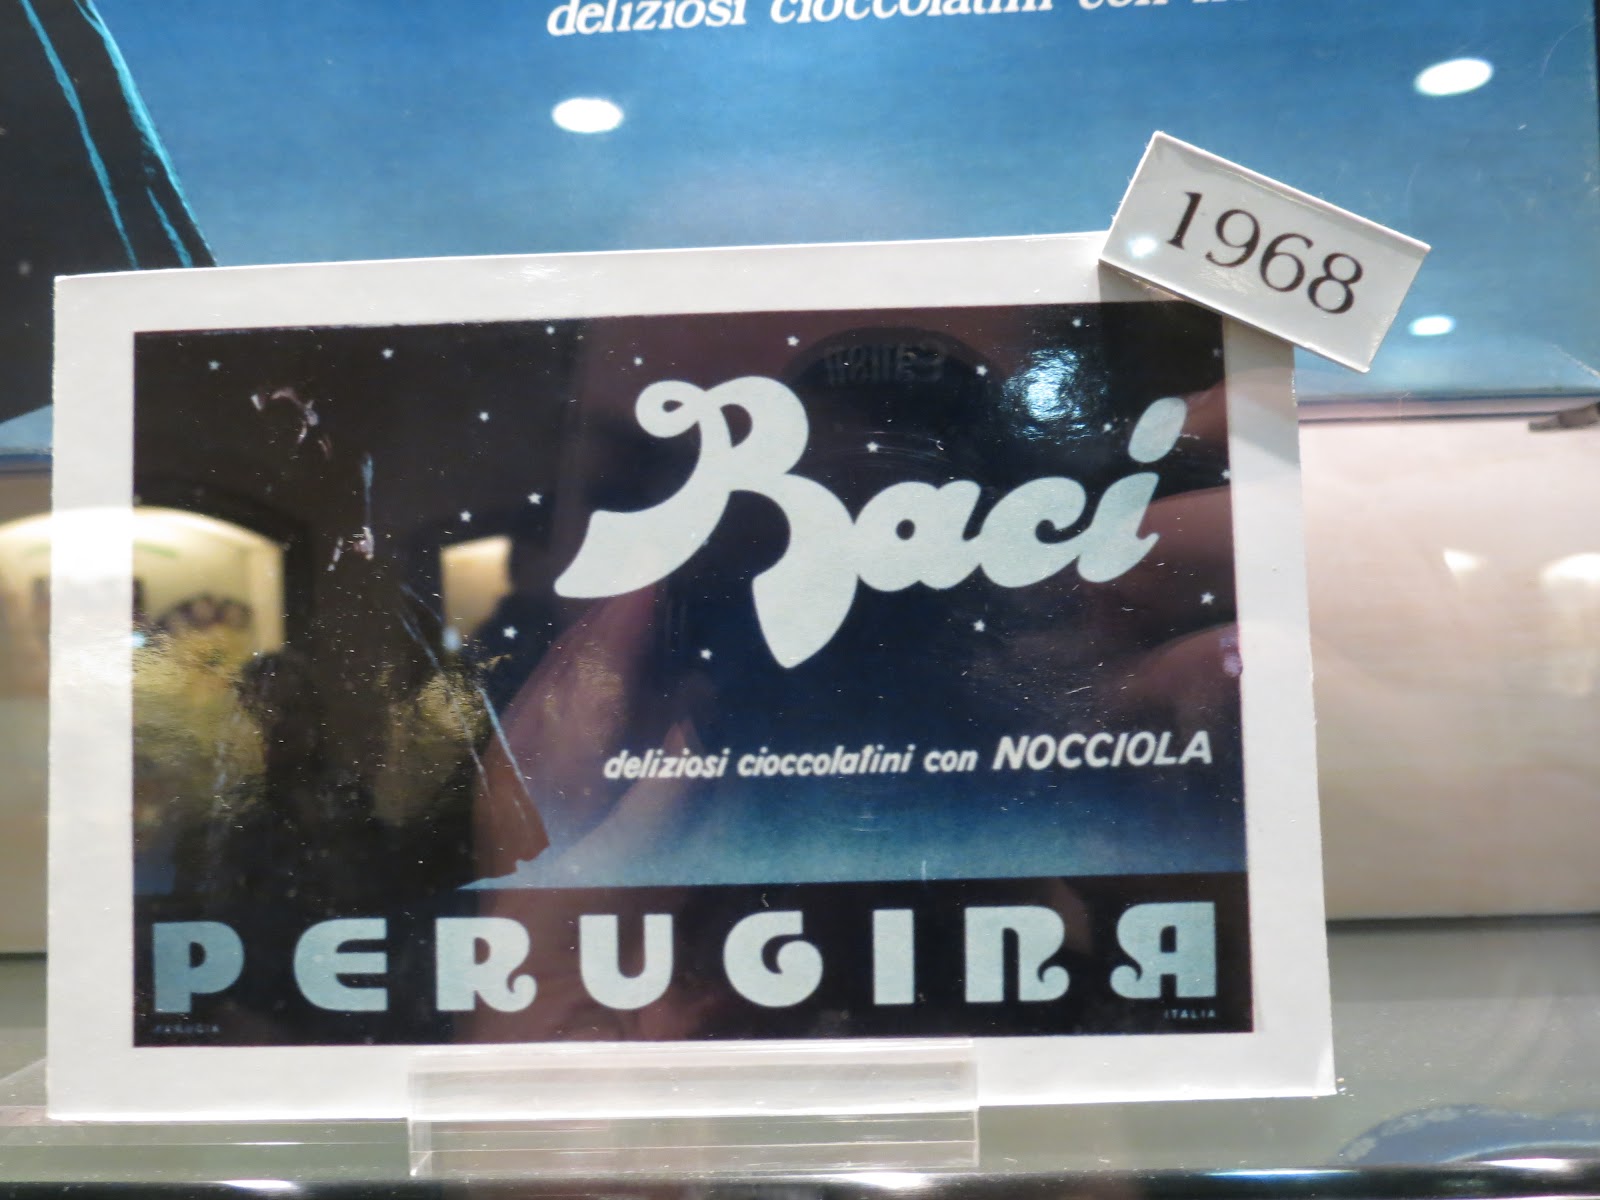 deliziosi cioccolatini con
1968
Baci
deliziosi cioccolatini con NOCCIOLA
PERUGINA
PERUGIA
ITALIA